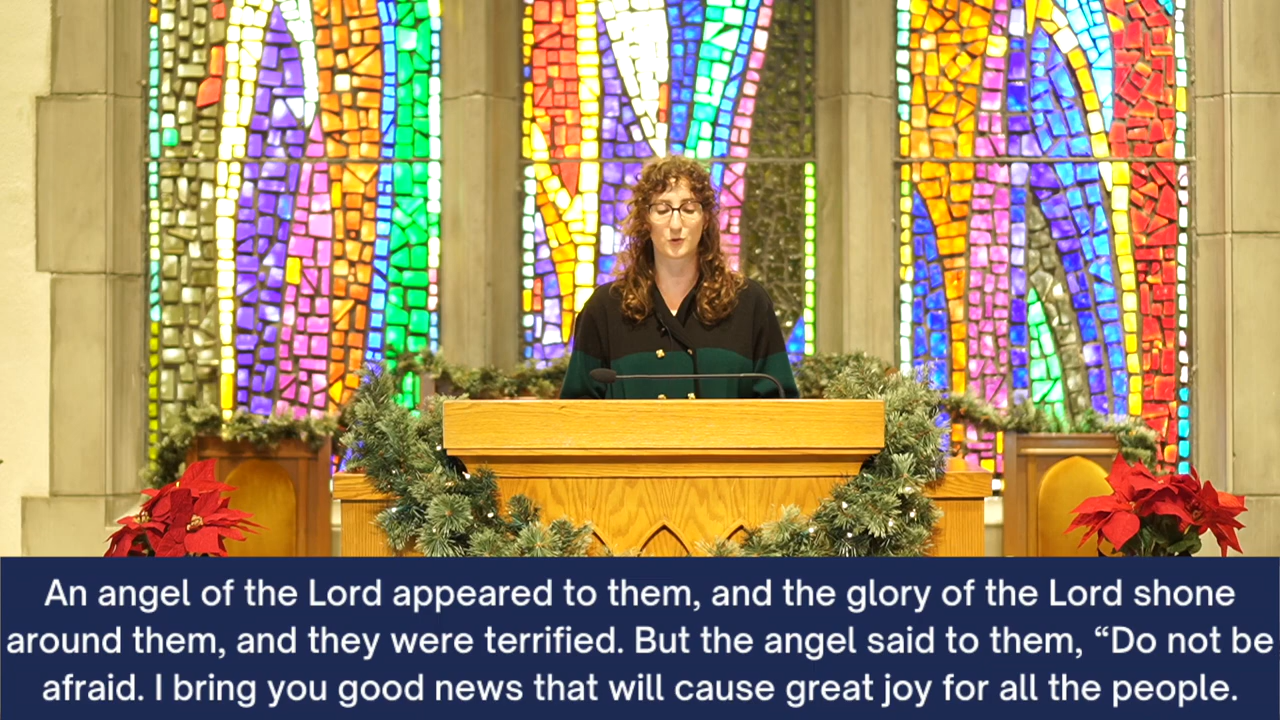 An angel of the Lord appeared to them, and the glory of the Lord shone
around them, and they were terrified. But the angel said to them, “Do not be
afraid. I bring you good news that will cause great joy for all the people.